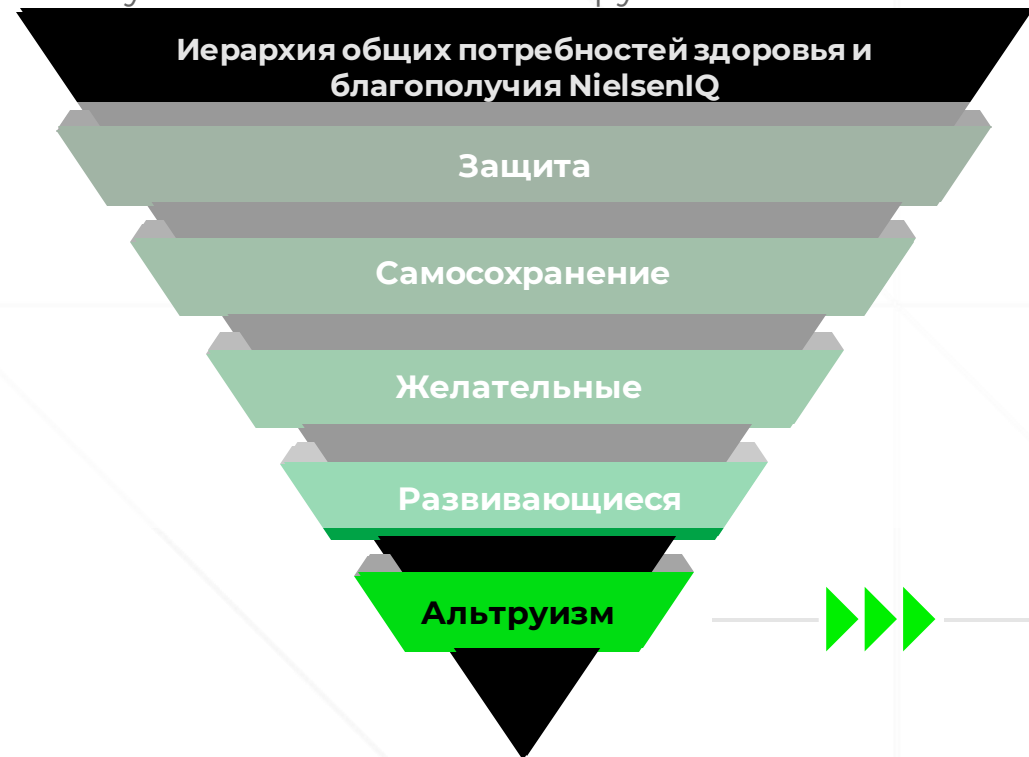 Иерархия общих потребностей здоровья и
благополучия NielsenIQ
Защита
Самосохранение
Желательные
Развивающиеся
Альтруизм